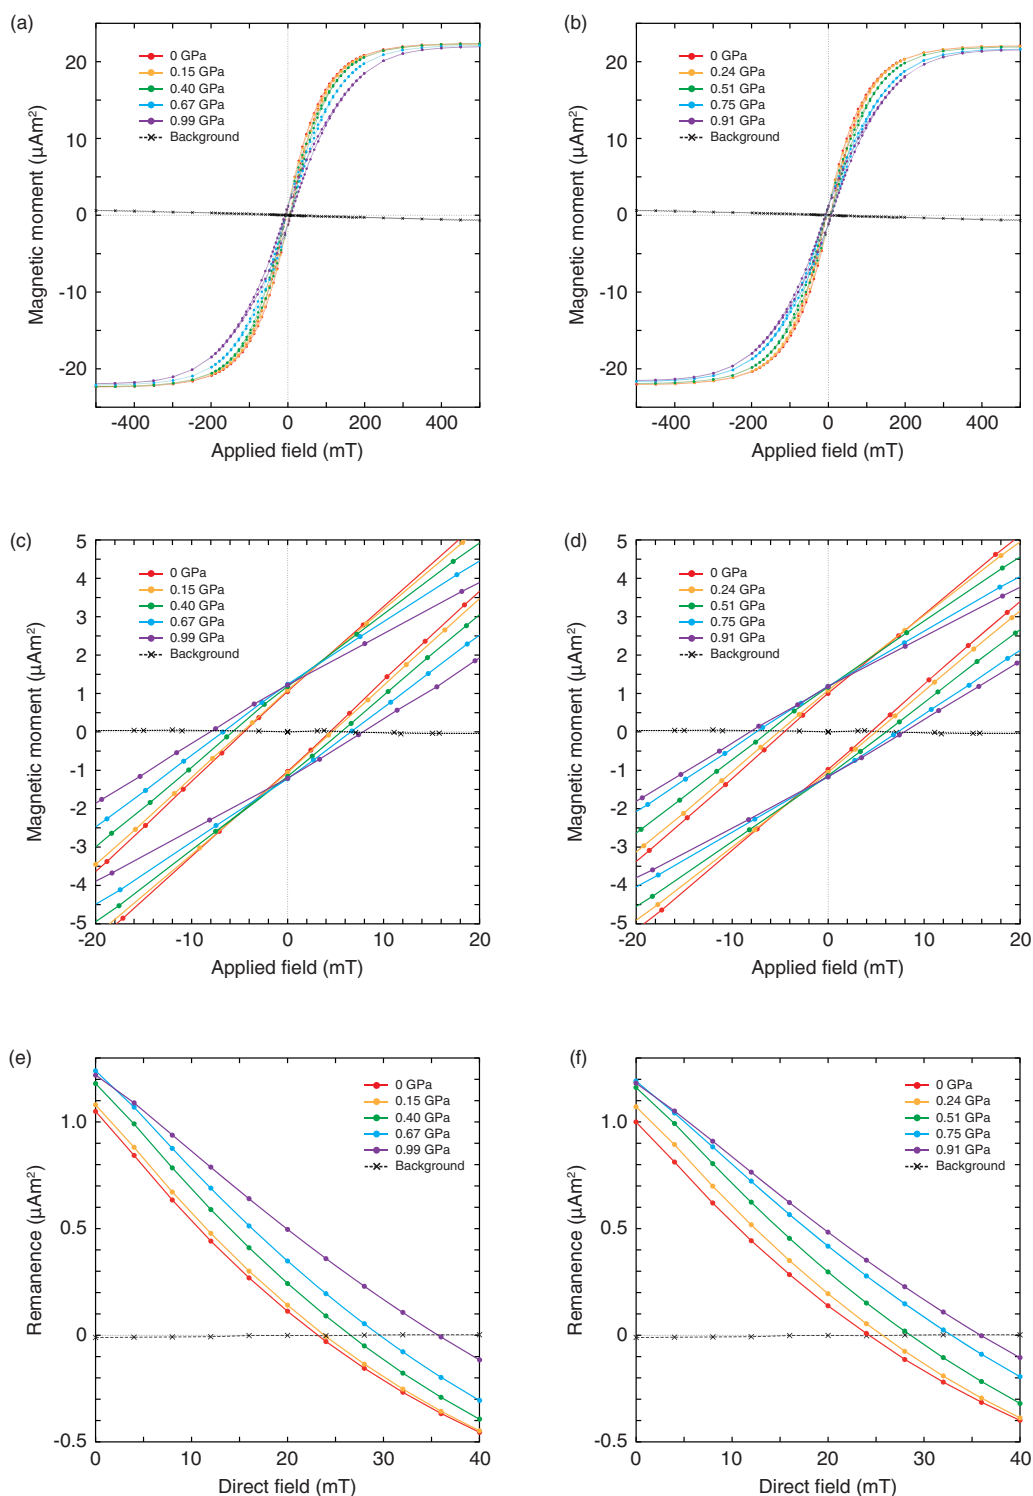 (a)
Magnetic moment (µAm²)
20
10
0
-10
-20
0 GPa
0.15 GPa
0.40 GPa
0.67 GPa
0.99 GPa
Background
-400 -200 0 200 400
Applied field (mT)
(b)
Magnetic moment (µAm²)
20
10
0
-10
-20
0 GPa
0.24 GPa
0.51 GPa
0.75 GPa
0.91 GPa
Background
-400 -200 0 200 400
Applied field (mT)
(c)
Magnetic moment (µAm²)
5
4
3
2
1
0
-1
-2
-3
-4
-5
0 GPa
0.15 GPa
0.40 GPa
0.67 GPa
0.99 GPa
Background
-20 -10 0 10 20
Applied field (mT)
(d)
Magnetic moment (µAm²)
5
4
3
2
1
0
-1
-2
-3
-4
-5
0 GPa
0.24 GPa
0.51 GPa
0.75 GPa
0.91 GPa
Background
-20 -10 0 10 20
Applied field (mT)
(e)
Remanence (µAm²)
1.0
0.5
0
-0.5
0 GPa
0.15 GPa
0.40 GPa
0.67 GPa
0.99 GPa
Background
0 10 20 30 40
Direct field (mT)
(f)
Remanence (µAm²)
1.0
0.5
0
-0.5
0 GPa
0.24 GPa
0.51 GPa
0.75 GPa
0.91 GPa
Background
0 10 20 30 40
Direct field (mT)